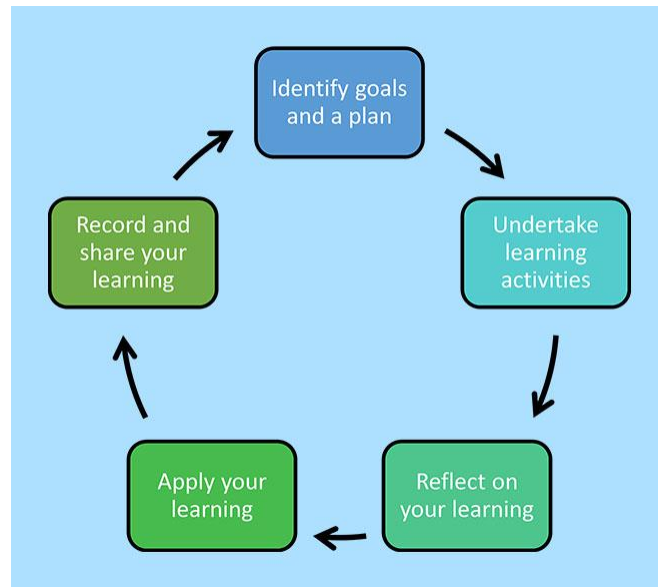 Identify goals
and a plan
Undertake
learning
activities
Reflect on
your learning
Apply your
learning
Record and
share your
learning